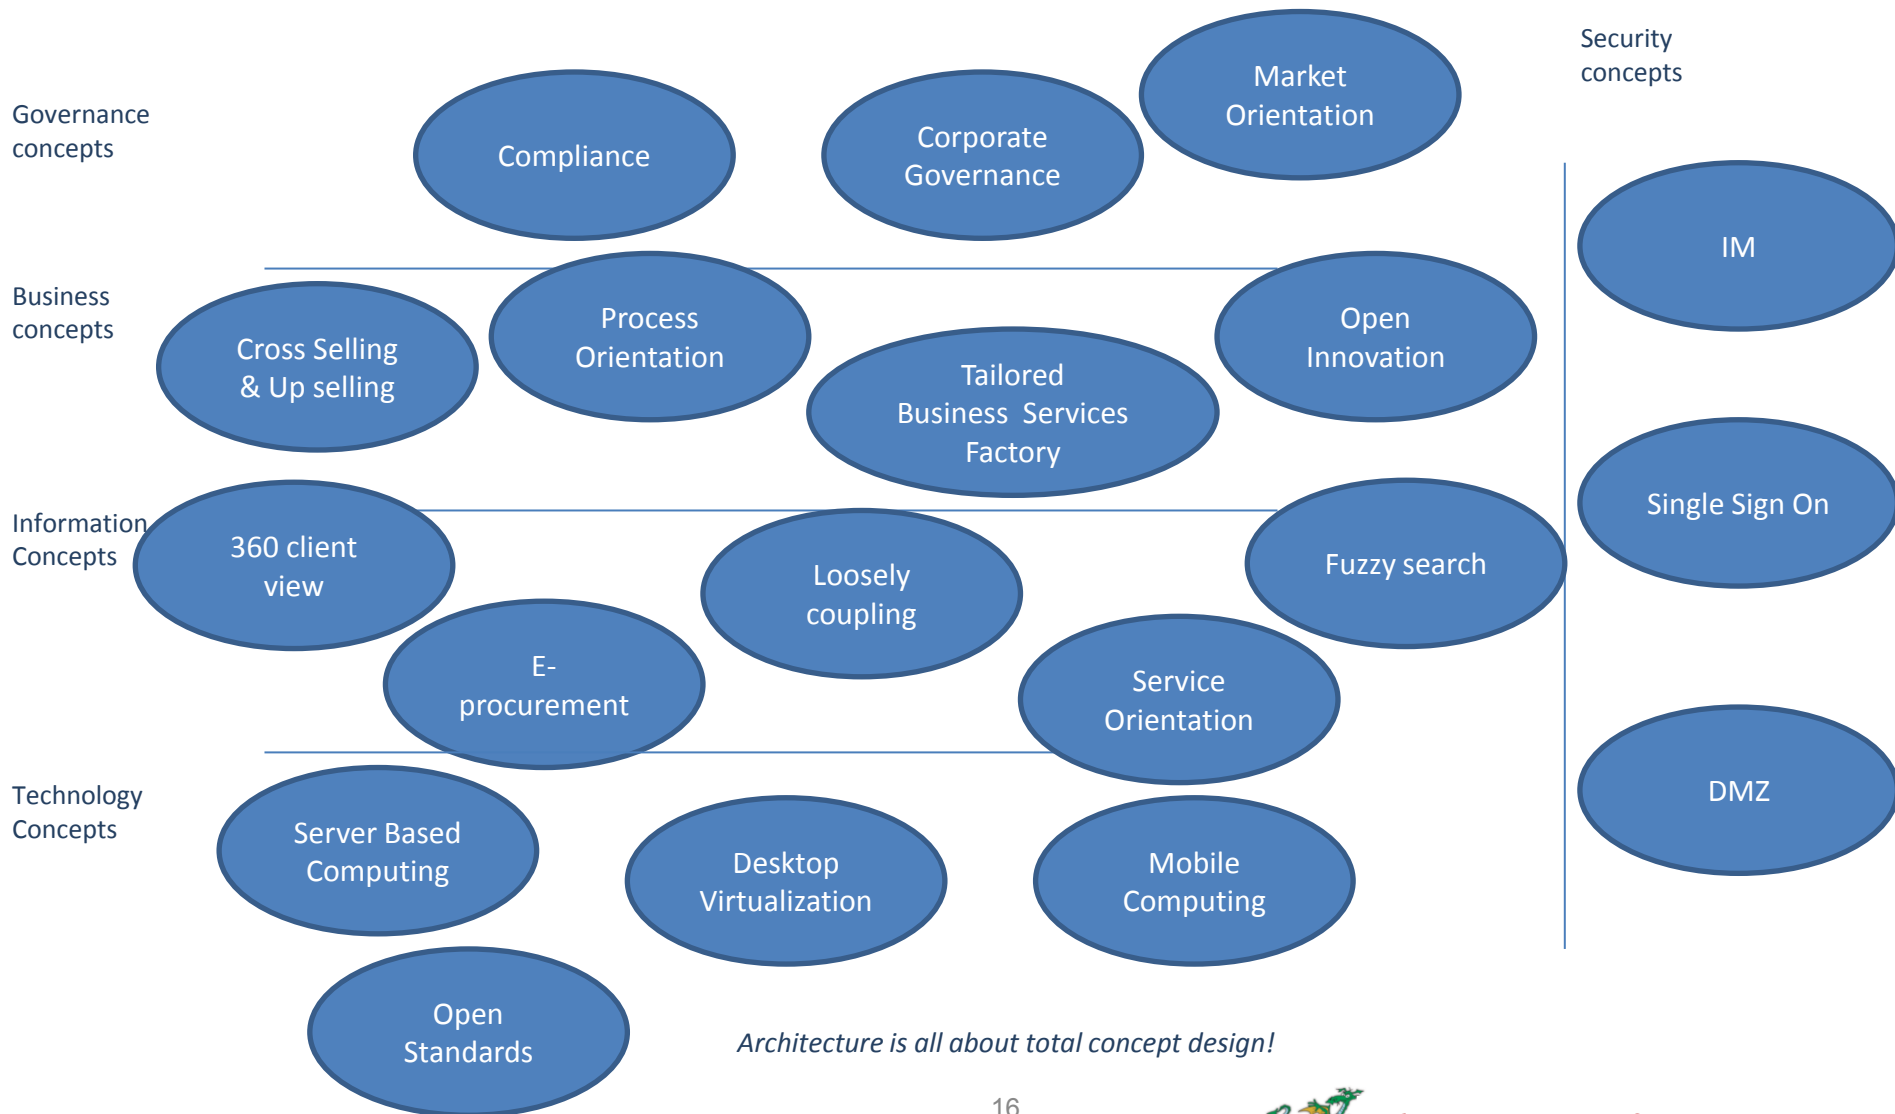 Security
concepts
Governance
concepts
Compliance
Corporate
Governance
Market
Orientation
IM
Business
concepts
Cross Selling
& Up selling
Process
Orientation
Tailored
Business  Services
Factory
Open
Innovation
Information
Concepts
360 client
view
E-
procurement
Loosely
coupling
Service
Orientation
Fuzzy search
Single Sign On
Technology
Concepts
Server Based
Computing
Desktop
Virtualization
Mobile
Computing
DMZ
Open
Standards
Architecture is all about total concept design!
16